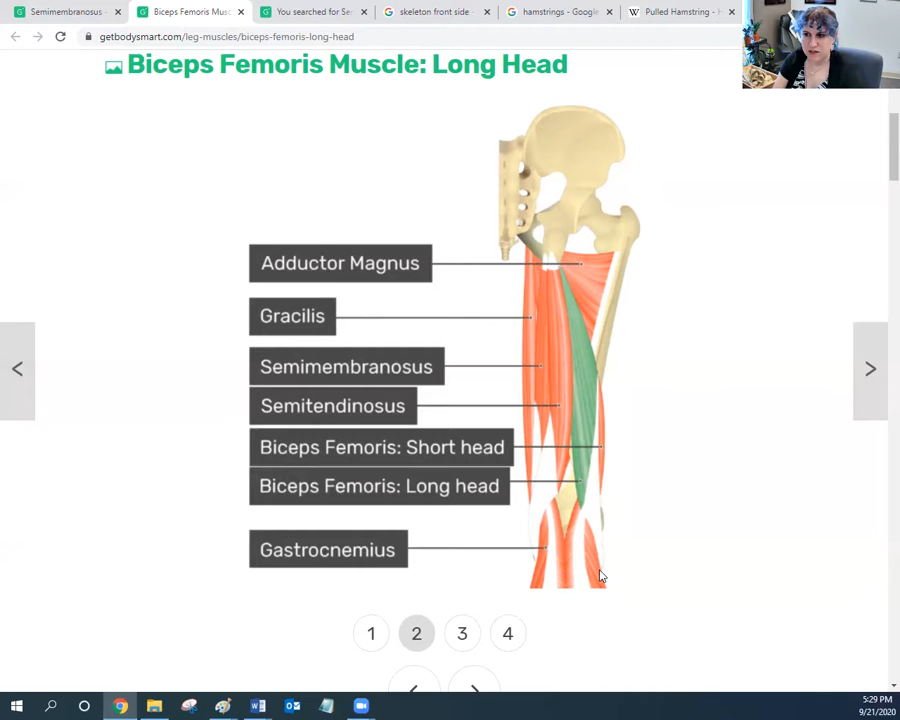 Semimembranosus -
Biceps Femoris Musc
You searched for Se
skeleton front side -
hamstrings - Google
Pulled Hamstring - H
getbodysmart.com/leg-muscles/biceps-femoris-long-head
Biceps Femoris Muscle: Long Head
Adductor Magnus
Gracilis
Semimembranosus
Semitendinosus
Biceps Femoris: Short head
Biceps Femoris: Long head
Gastrocnemius
< >
1 2 3 4
5:29 PM
9/21/2020